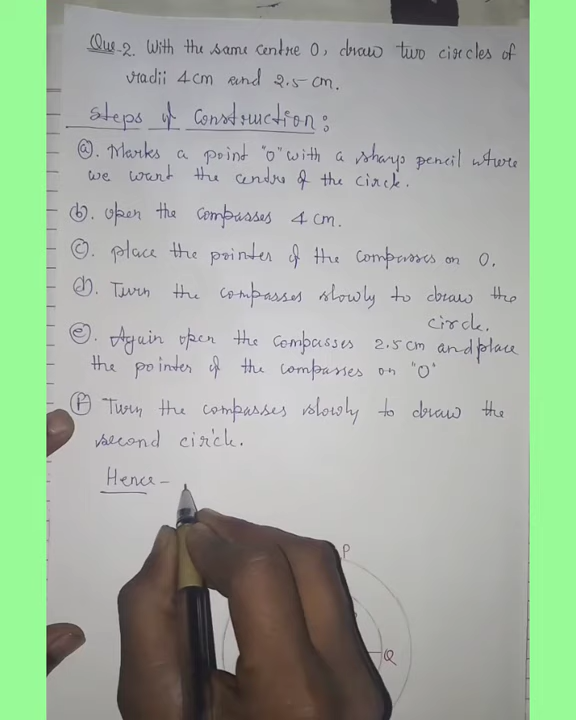 Que-2. With the same centre O, draw two circles of
radii 4cm and 2.5 cm.
Steps of Construction:
(a). Marks a point "O" with a sharp pencil where
we want the centre of the circle.
(b). Open the compasses 4 cm.
(c). Place the pointer of the compasses on O.
(d). Turn the compasses slowly to draw the
circle.
(e). Again open the compasses 2.5 cm and place
the pointer of the compasses on "O"
(f) Turn the compasses slowly to draw the
second circle.
Hence -
P
Q